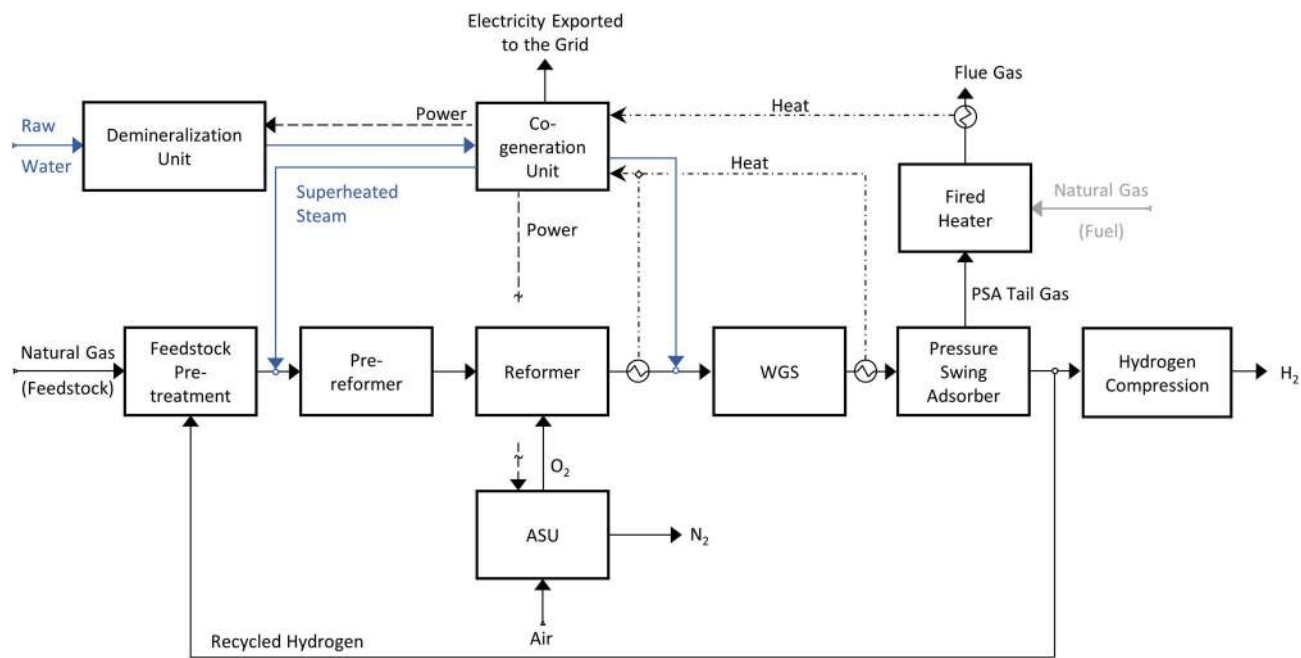 Electricity Exported
to the Grid
Flue Gas
Heat
Power
Raw
Water
Demineralization
Unit
Co-
generation
Unit
Heat
Superheated
Steam
Power
Fired
Heater
Natural Gas
(Fuel)
PSA Tail Gas
Natural Gas
(Feedstock)
Feedstock
Pre-
treatment
Pre-
reformer
Reformer
WGS
Pressure
Swing
Adsorber
Hydrogen
Compression
H₂
O₂
ASU
N₂
Air
Recycled Hydrogen